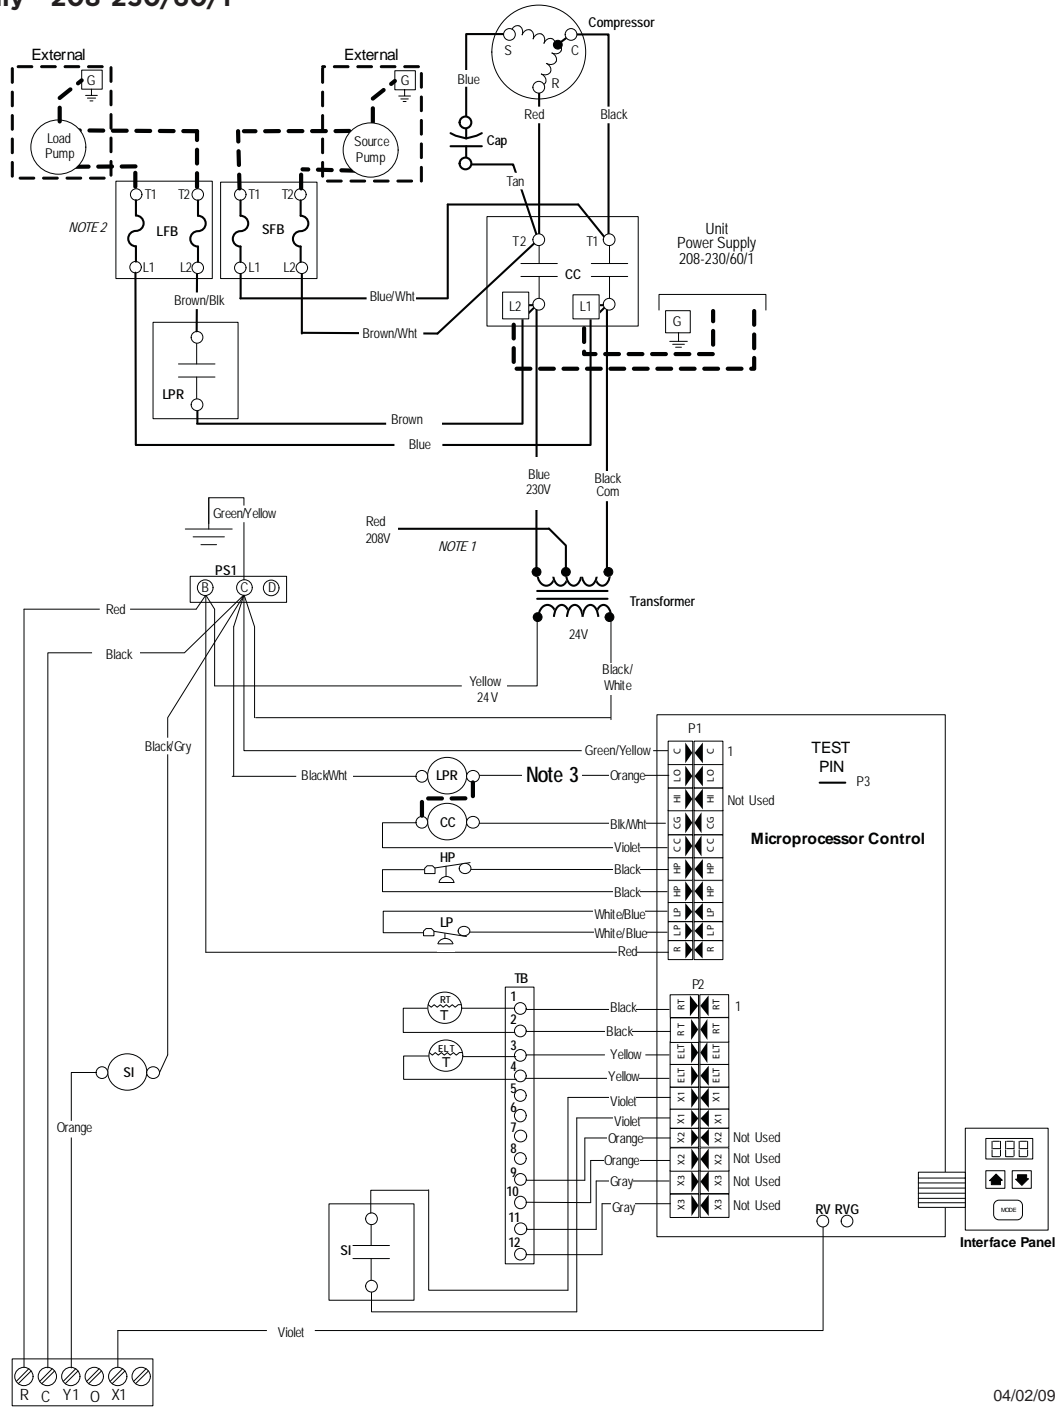 208-230/60/1
Compressor
External
External
S
C
R
G
G
Blue
Red
Black
Load
Pump
Source
Pump
Cap
Tan
T1
T2
T1
T2
NOTE 2
LFB
SFB
L1
L2
L1
L2
T2
T1
CC
L2
L1
Unit
Power Supply
208-230/60/1
G
Brown/Blk
Blue/Wht
Brown/Wht
LPR
Brown
Blue
Blue
230V
Black
Com
Green/Yellow
Red
208V
NOTE 1
PS1
B
C
D
Transformer
24V
Red
Black
Yellow
24 V
Black/
White
Black/Gry
P1
Green/Yellow
C
C
1
TEST
PIN
P3
Black/Wht
LPR
Note 3
Orange
LO
LO
HI
HI
Not Used
CC
Blk/Wht
CG
CG
Microprocessor Control
Violet
CC
CC
HP
Black
HP
HP
Black
HP
HP
White/Blue
LP
LP
LP
White/Blue
LP
LP
Red
R
R
TB
P2
RT
T
1
Black
RT
RT
1
2
Black
RT
RT
ELT
T
3
Yellow
ELT
ELT
4
Yellow
ELT
ELT
5
Violet
X1
X1
6
Violet
X1
X1
7
Orange
X2
X2
Not Used
8
Orange
X2
X2
Not Used
9
Gray
X3
X3
Not Used
10
Gray
X3
X3
Not Used
11
12
SI
Orange
SI
RV RVG
MODE
Interface Panel
Violet
R
C
Y1
O
X1
04/02/09